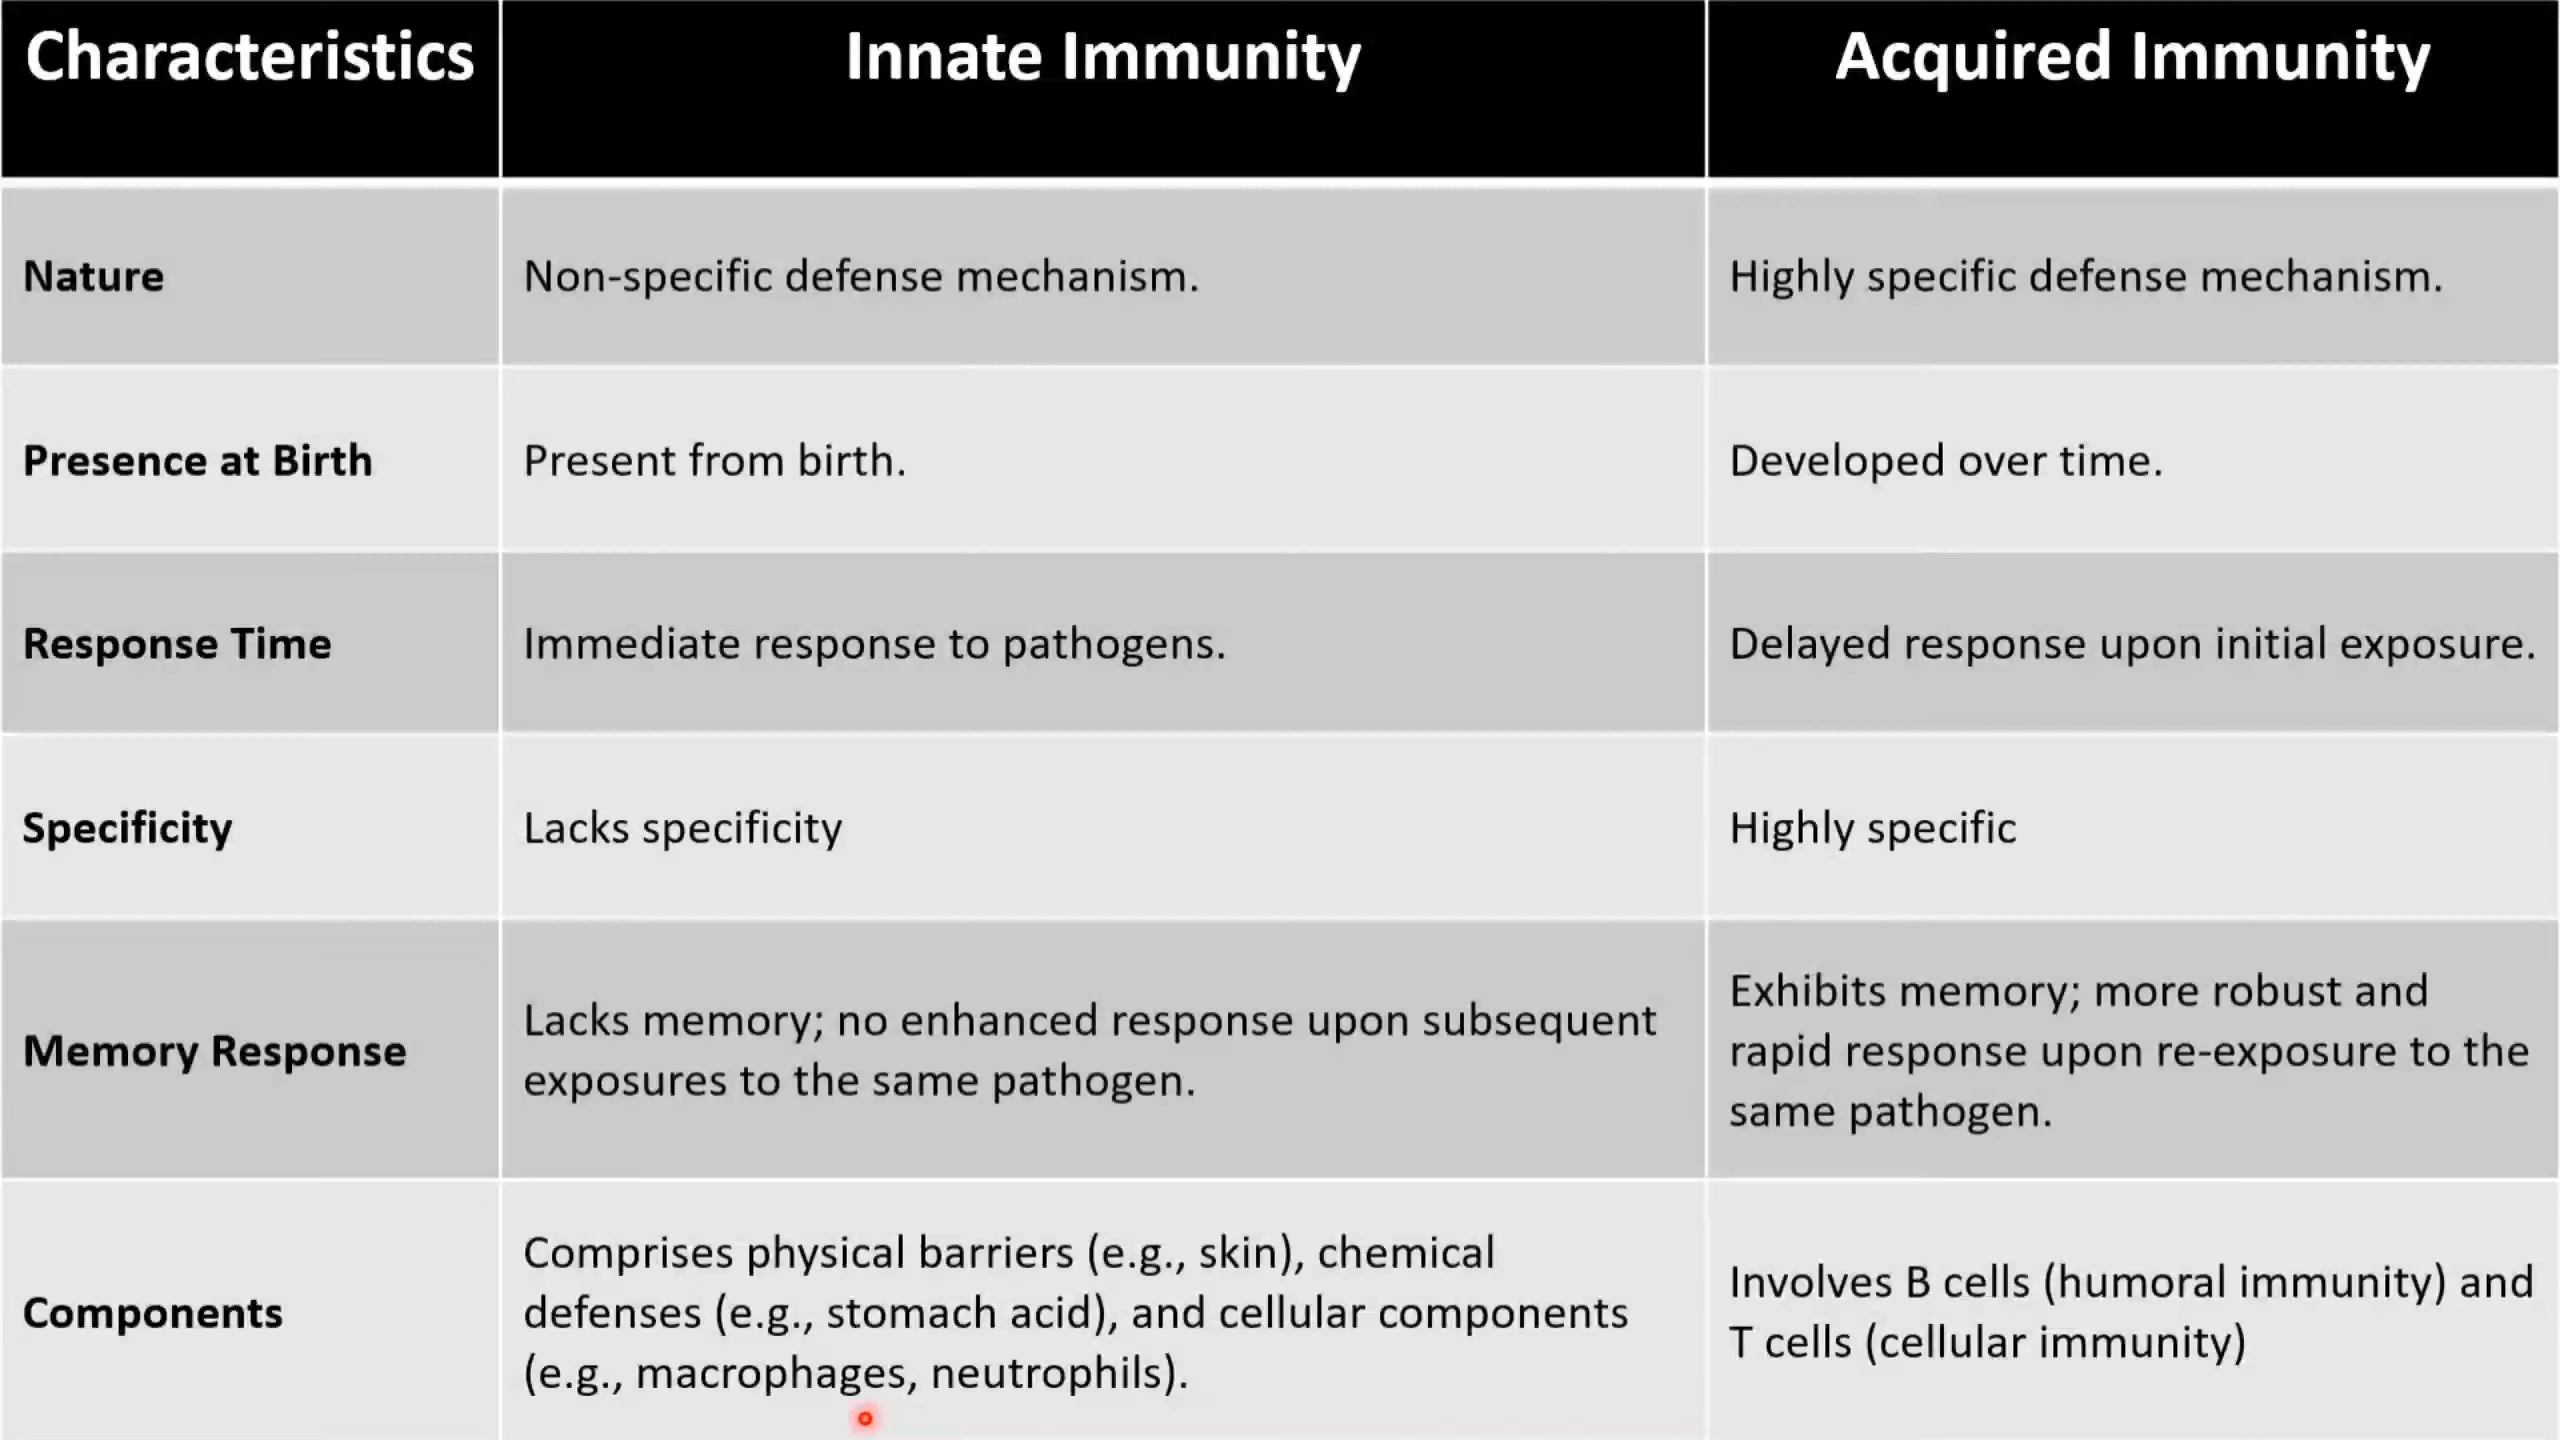 Characteristics
Innate Immunity
Acquired Immunity
Nature
Non-specific defense mechanism.
Highly specific defense mechanism.
Presence at Birth
Present from birth.
Developed over time.
Response Time
Immediate response to pathogens.
Delayed response upon initial exposure.
Specificity
Lacks specificity
Highly specific
Memory Response
Lacks memory; no enhanced response upon subsequent
exposures to the same pathogen.
Exhibits memory; more robust and
rapid response upon re-exposure to the
same pathogen.
Components
Comprises physical barriers (e.g., skin), chemical
defenses (e.g., stomach acid), and cellular components
(e.g., macrophages, neutrophils).
Involves B cells (humoral immunity) and
T cells (cellular immunity)